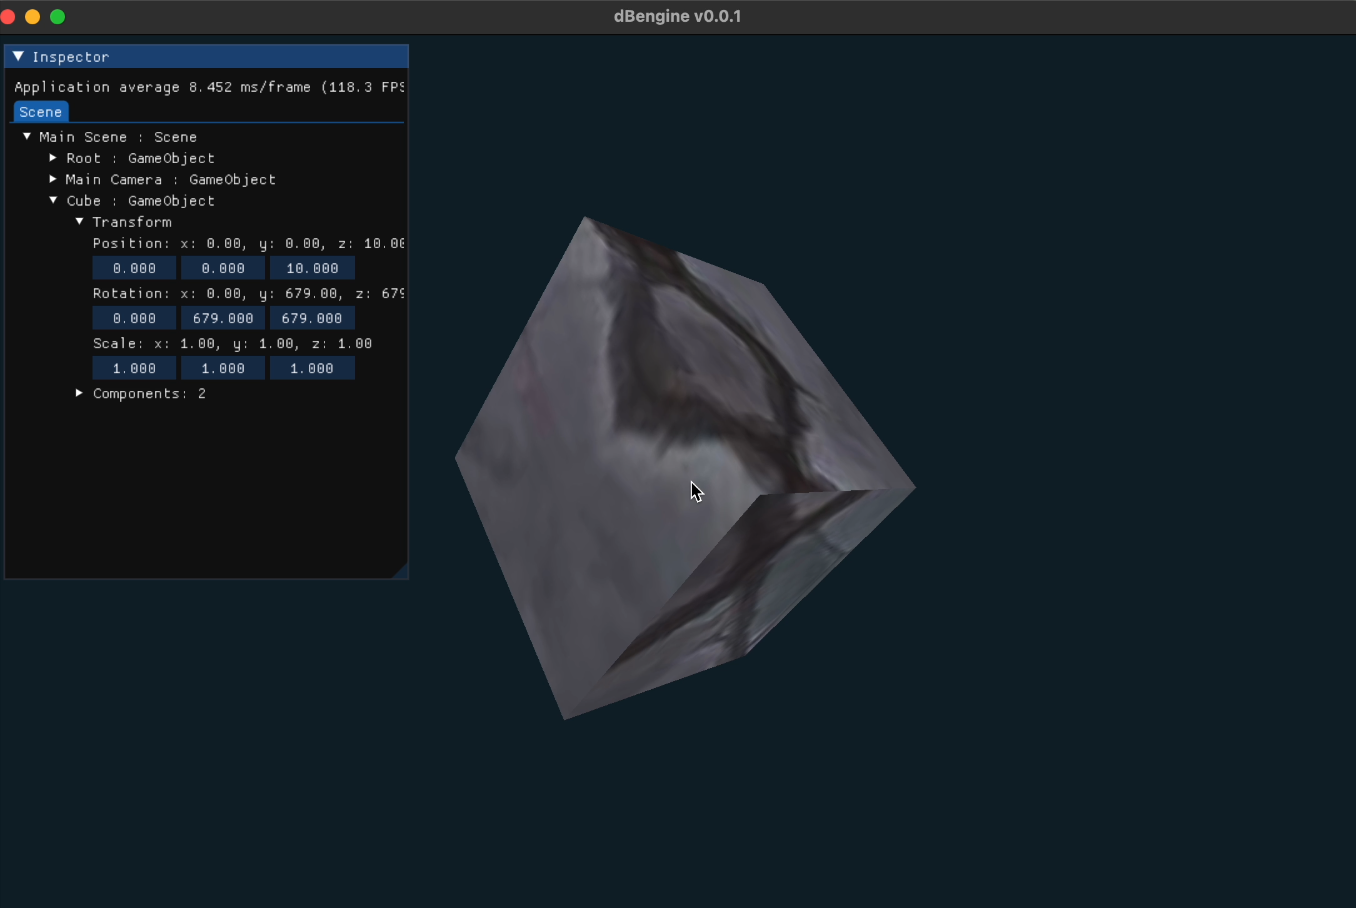 dBengine v0.0.1
Inspector
Application average 8.452 ms/frame (118.3 FPS
Scene
Main Scene : Scene
Root : GameObject
Main Camera : GameObject
Cube : GameObject
Transform
Position: x: 0.00, y: 0.00, z: 10.00
0.000 0.000 10.000
Rotation: x: 0.00, y: 679.00, z: 679
0.000 679.000 679.000
Scale: x: 1.00, y: 1.00, z: 1.00
1.000 1.000 1.000
Components: 2